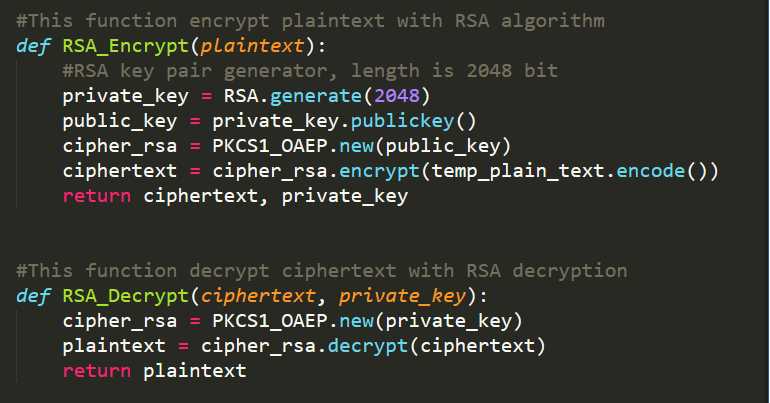 #This function encrypt plaintext with RSA algorithm
def RSA_Encrypt(plaintext):
    #RSA key pair generator, length is 2048 bit
    private_key = RSA.generate(2048)
    public_key = private_key.publickey()
    cipher_rsa = PKCS1_OAEP.new(public_key)
    ciphertext = cipher_rsa.encrypt(temp_plain_text.encode())
    return ciphertext, private_key
#This function decrypt ciphertext with RSA decryption
def RSA_Decrypt(ciphertext, private_key):
    cipher_rsa = PKCS1_OAEP.new(private_key)
    plaintext = cipher_rsa.decrypt(ciphertext)
    return plaintext